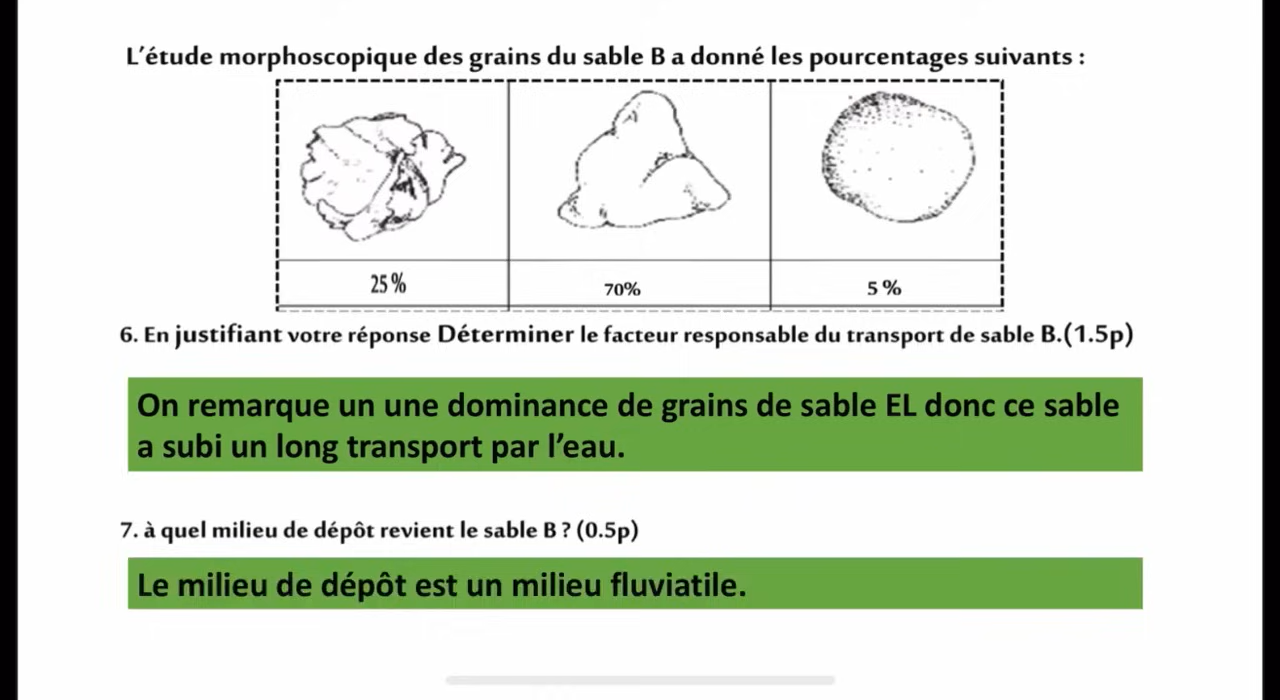 L'étude morphoscopique des grains du sable B a donné les pourcentages suivants :
25%
70%
5 %
6. En justifiant votre réponse Déterminer le facteur responsable du transport de sable B.(1.5p)
On remarque un une dominance de grains de sable EL donc ce sable
a subi un long transport par l'eau.
7. à quel milieu de dépôt revient le sable B ? (0.5p)
Le milieu de dépôt est un milieu fluviatile.